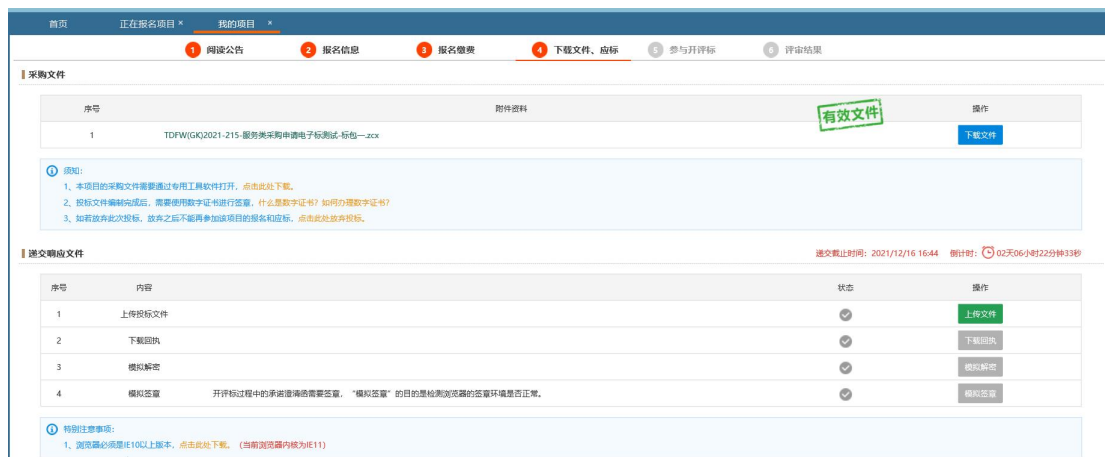 首页 正在报名项目 × 我的项目 ×
1 阅读公告 2 报名信息 3 报名缴费 4 下载文件、应标 5 参与开评标 6 评审结果
采购文件
序号 附件资料 操作
有效文件
1 TDFW(GK)2021-215-服务类采购申请电子标测试-标包一.zcx 下载文件
须知:
1、本项目的采购文件需要通过专用工具软件打开，点击此处下载。
2、投标文件编制完成后，需要使用数字证书进行签章，什么是数字证书？如何办理数字证书？
3、如若放弃此次投标，放弃之后不能再参加该项目的报名和应标，点击此处放弃投标。
递交响应文件 递交截止时间：2021/12/16 16:44 倒计时：02天06小时22分钟33秒
序号 内容 状态 操作
1 上传投标文件 上传文件
2 下载回执 下载回执
3 模拟解密 模拟解密
4 模拟签章 开评标过程中的承诺澄清函需要签章，“模拟签章”的目的是检测浏览器的签章环境是否正常。 模拟签章
特别注意事项:
1、浏览器必须是IE10以上版本，点击此处下载。（当前浏览器内核为IE11）